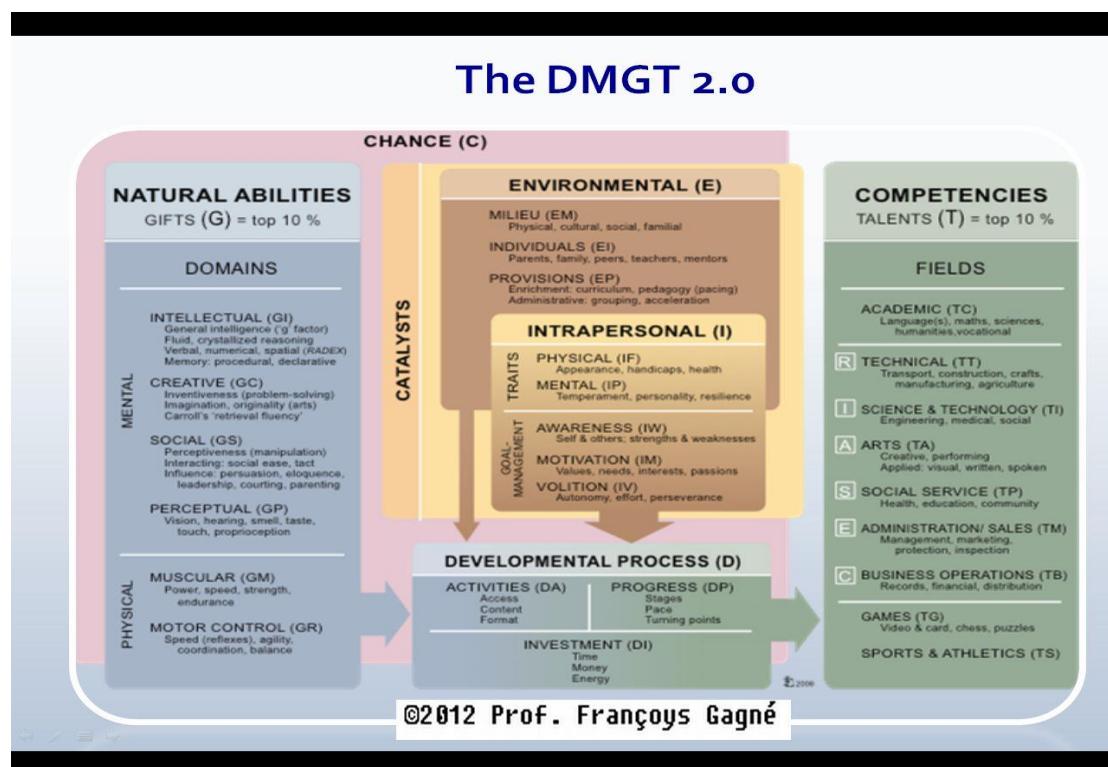 The DMGT 2.0
CHANCE (C)
NATURAL ABILITIES
GIFTS (G) = top 10 %
DOMAINS
MENTAL
INTELLECTUAL (GI)
General intelligence ('g' factor)
Fluid, crystallized reasoning
Verbal, numerical, spatial (RADEX)
Memory: procedural, declarative
CREATIVE (GC)
Inventiveness (problem-solving)
Imagination, originality (arts)
Carroll's 'retrieval fluency'
SOCIAL (GS)
Perceptiveness (manipulation)
Interacting: social ease, tact
Influence: persuasion, eloquence,
leadership, courting, parenting
PERCEPTUAL (GP)
Vision, hearing, smell, taste,
touch, proprioception
PHYSICAL
MUSCULAR (GM)
Power, speed, strength,
endurance
MOTOR CONTROL (GR)
Speed (reflexes), agility,
coordination, balance
CATALYSTS
ENVIRONMENTAL (E)
MILIEU (EM)
Physical, cultural, social, familial
INDIVIDUALS (EI)
Parents, family, peers, teachers, mentors
PROVISIONS (EP)
Enrichment: curriculum, pedagogy (pacing)
Administrative: grouping, acceleration
INTRAPERSONAL (I)
TRAITS
PHYSICAL (IF)
Appearance, handicaps, health
MENTAL (IP)
Temperament, personality, resilience
GOAL-
MANAGEMENT
AWARENESS (IW)
Self & others; strengths & weaknesses
MOTIVATION (IM)
Values, needs, interests, passions
VOLITION (IV)
Autonomy, effort, perseverance
DEVELOPMENTAL PROCESS (D)
ACTIVITIES (DA)
Access
Content
Format
PROGRESS (DP)
Stages
Pace
Turning points
INVESTMENT (DI)
Time
Money
Energy
COMPETENCIES
TALENTS (T) = top 10 %
FIELDS
ACADEMIC (TC)
Language(s), maths, sciences,
humanities,vocational
R TECHNICAL (TT)
Transport, construction, crafts,
manufacturing, agriculture
I SCIENCE & TECHNOLOGY (TI)
Engineering, medical, social
A ARTS (TA)
Creative, performing
Applied: visual, written, spoken
S SOCIAL SERVICE (TP)
Health, education, community
E ADMINISTRATION/ SALES (TM)
Management, marketing,
protection, inspection
C BUSINESS OPERATIONS (TB)
Records, financial, distribution
GAMES (TG)
Video & card, chess, puzzles
SPORTS & ATHLETICS (TS)
©2012 Prof. Françoys Gagné